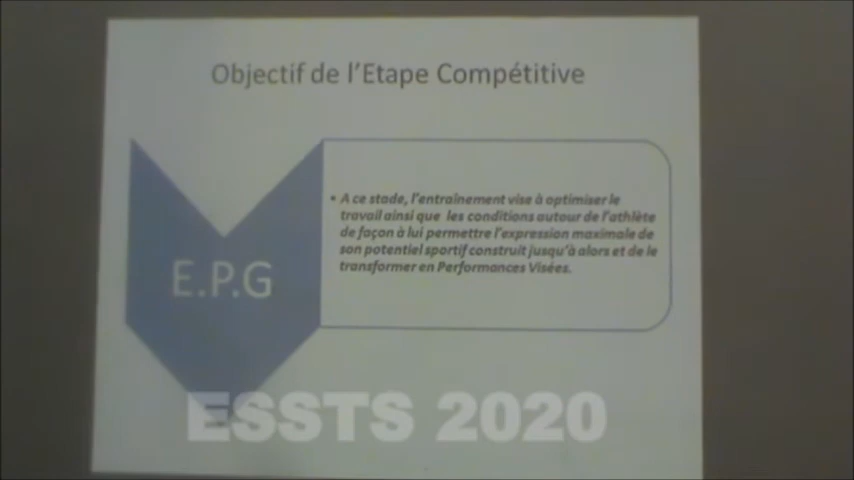 Objectif de l'Etape Compétitive
• A ce stade, l'entraînement vise à optimiser le
travail ainsi que les conditions autour de l'athlète
de façon à lui permettre l'expression maximale de
son potentiel sportif construit jusqu'à alors et de le
transformer en Performances Visées.
E.P.G
ESSTS 2020